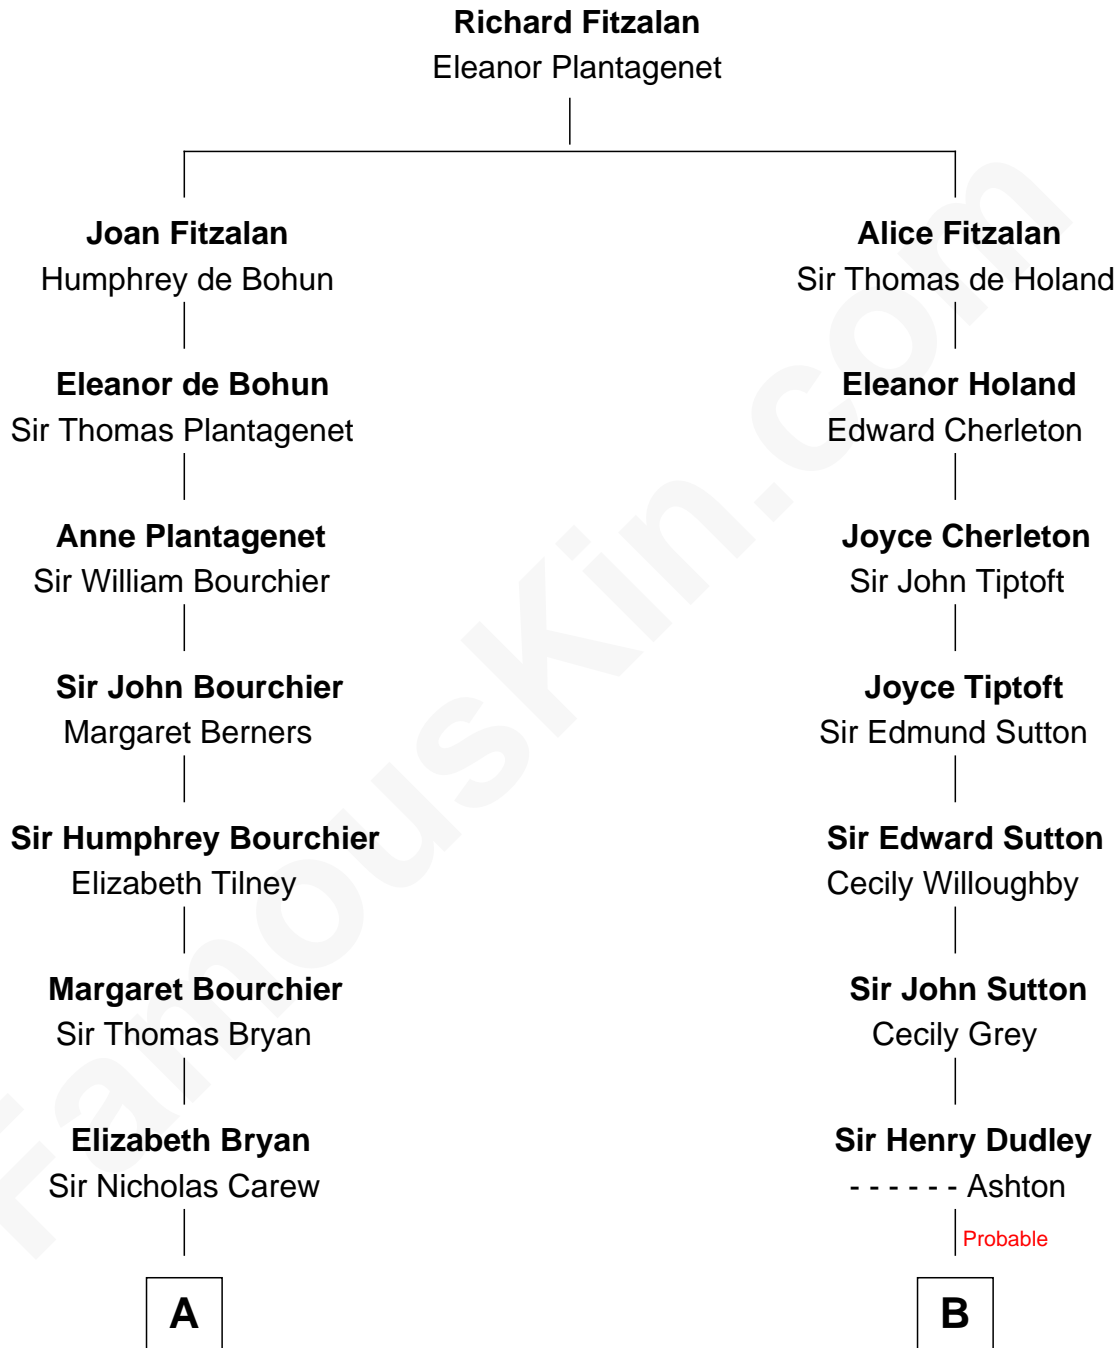 Richard Fitzalan
Eleanor Plantagenet
Joan Fitzalan
Humphrey de Bohun
Alice Fitzalan
Sir Thomas de Holand
Eleanor de Bohun
Sir Thomas Plantagenet
Eleanor Holand
Edward Cherleton
Anne Plantagenet
Sir William Bourchier
Joyce Cherleton
Sir John Tiptoft
Sir John Bourchier
Margaret Berners
Joyce Tiptoft
Sir Edmund Sutton
Sir Humphrey Bourchier
Elizabeth Tilney
Sir Edward Sutton
Cecily Willoughby
Margaret Bourchier
Sir Thomas Bryan
Sir John Sutton
Cecily Grey
Elizabeth Bryan
Sir Nicholas Carew
Sir Henry Dudley
- - - - - - Ashton
Probable
A
B
FamousKin.com